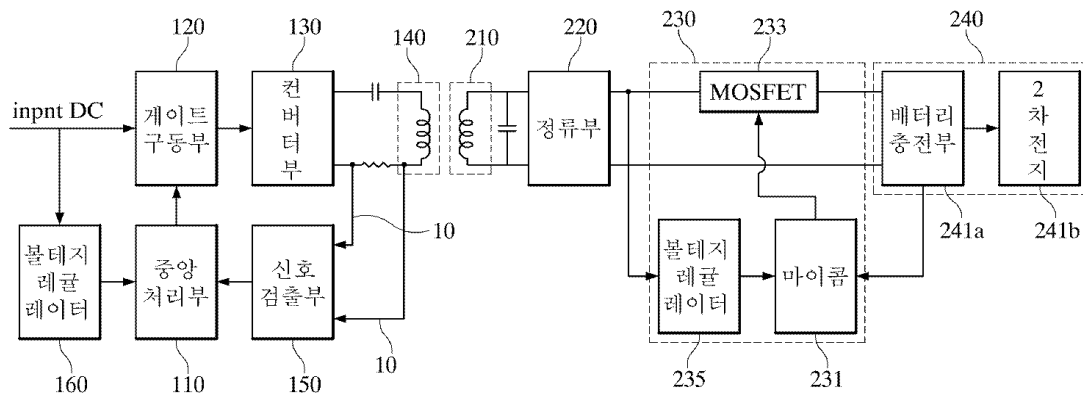 120
130
140
210
220
230
233
240
inpnt DC
게이트
구동부
컨
버
터
부
정류부
MOSFET
배터리
충전부
2
차
전
지
241a
241b
10
볼테지
레귤
레이터
중앙
처리부
신호
검출부
볼테지
레귤
레이터
마이콤
10
160
110
150
235
231